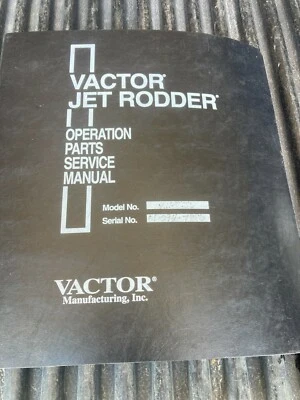 VACTOR®
JET RODDER®
OPERATION
PARTS
SERVICE
MANUAL
Model No.
Serial No.
VACTOR®
Manufacturing, Inc.